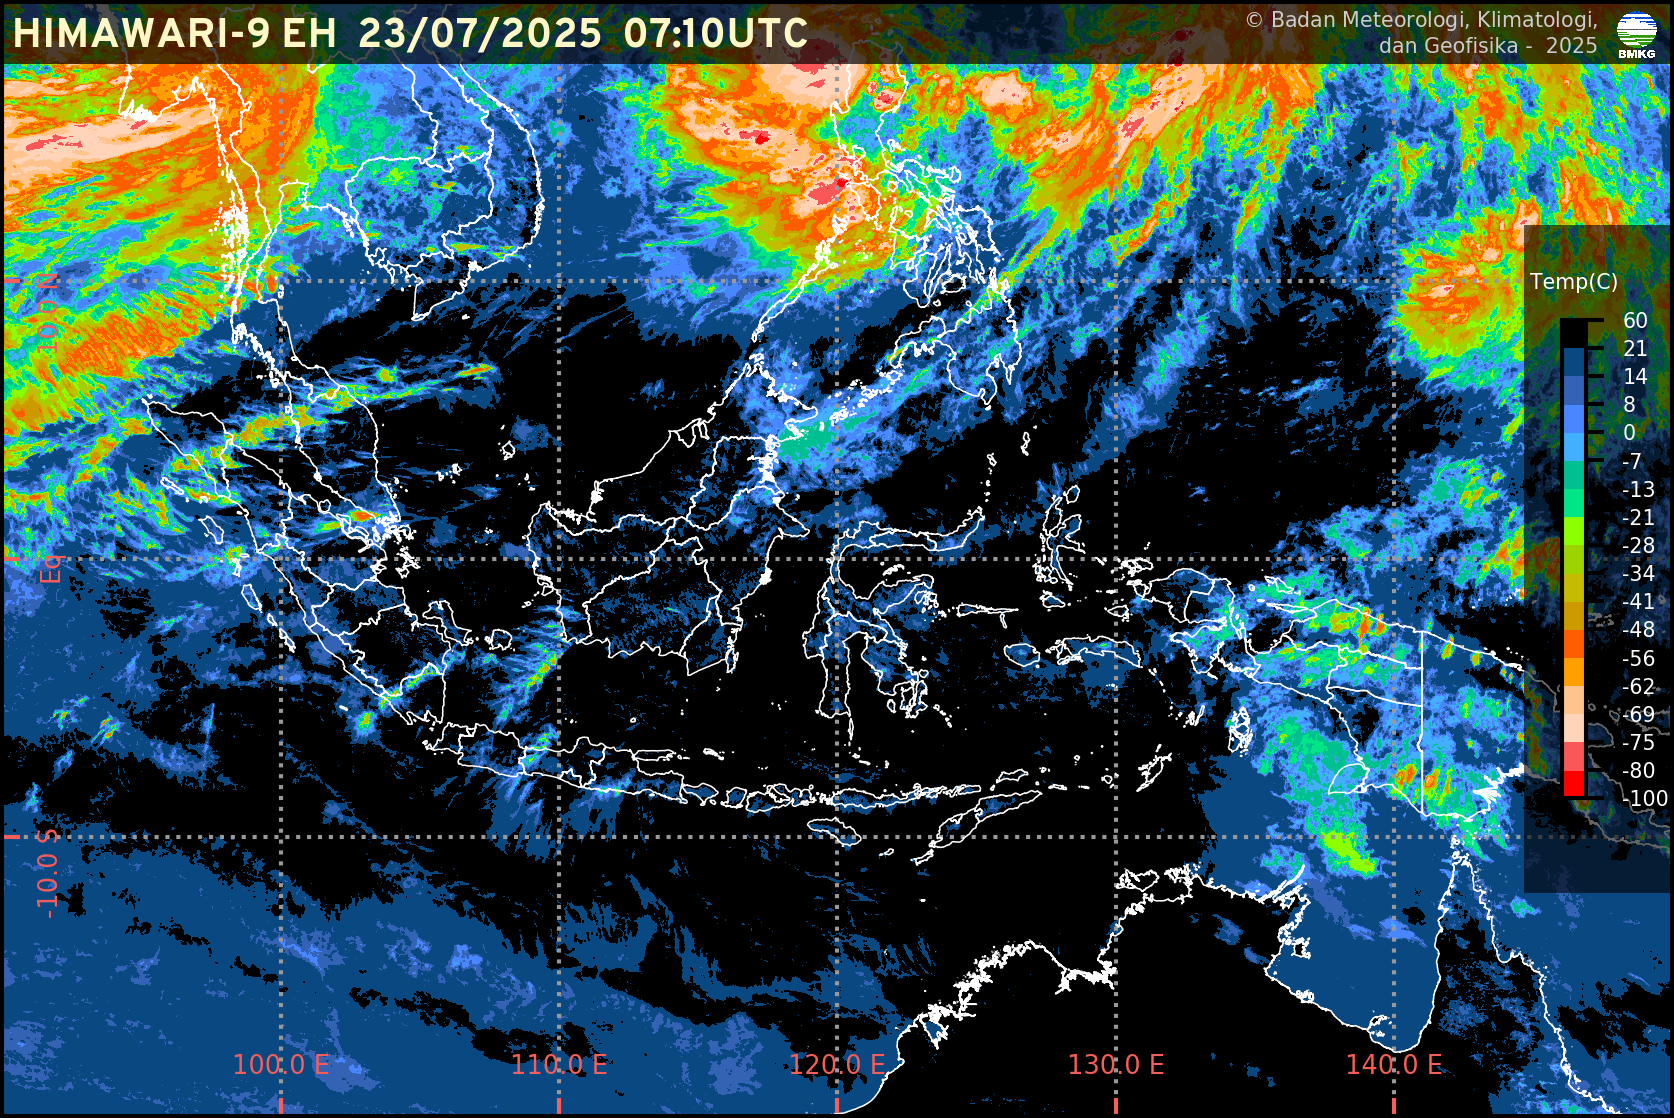 HIMAWARI-9 EH 23/07/2025 07:10UTC
© Badan Meteorologi, Klimatologi,
dan Geofisika - 2025
BMKG
Temp(C)
60
21
14
8
0
-7
-13
-21
-28
-34
-41
-48
-56
-62
-69
-75
-80
-100
10.0 N
Eq
-10.0 S
100.0 E
110.0 E
120.0 E
130.0 E
140.0 E